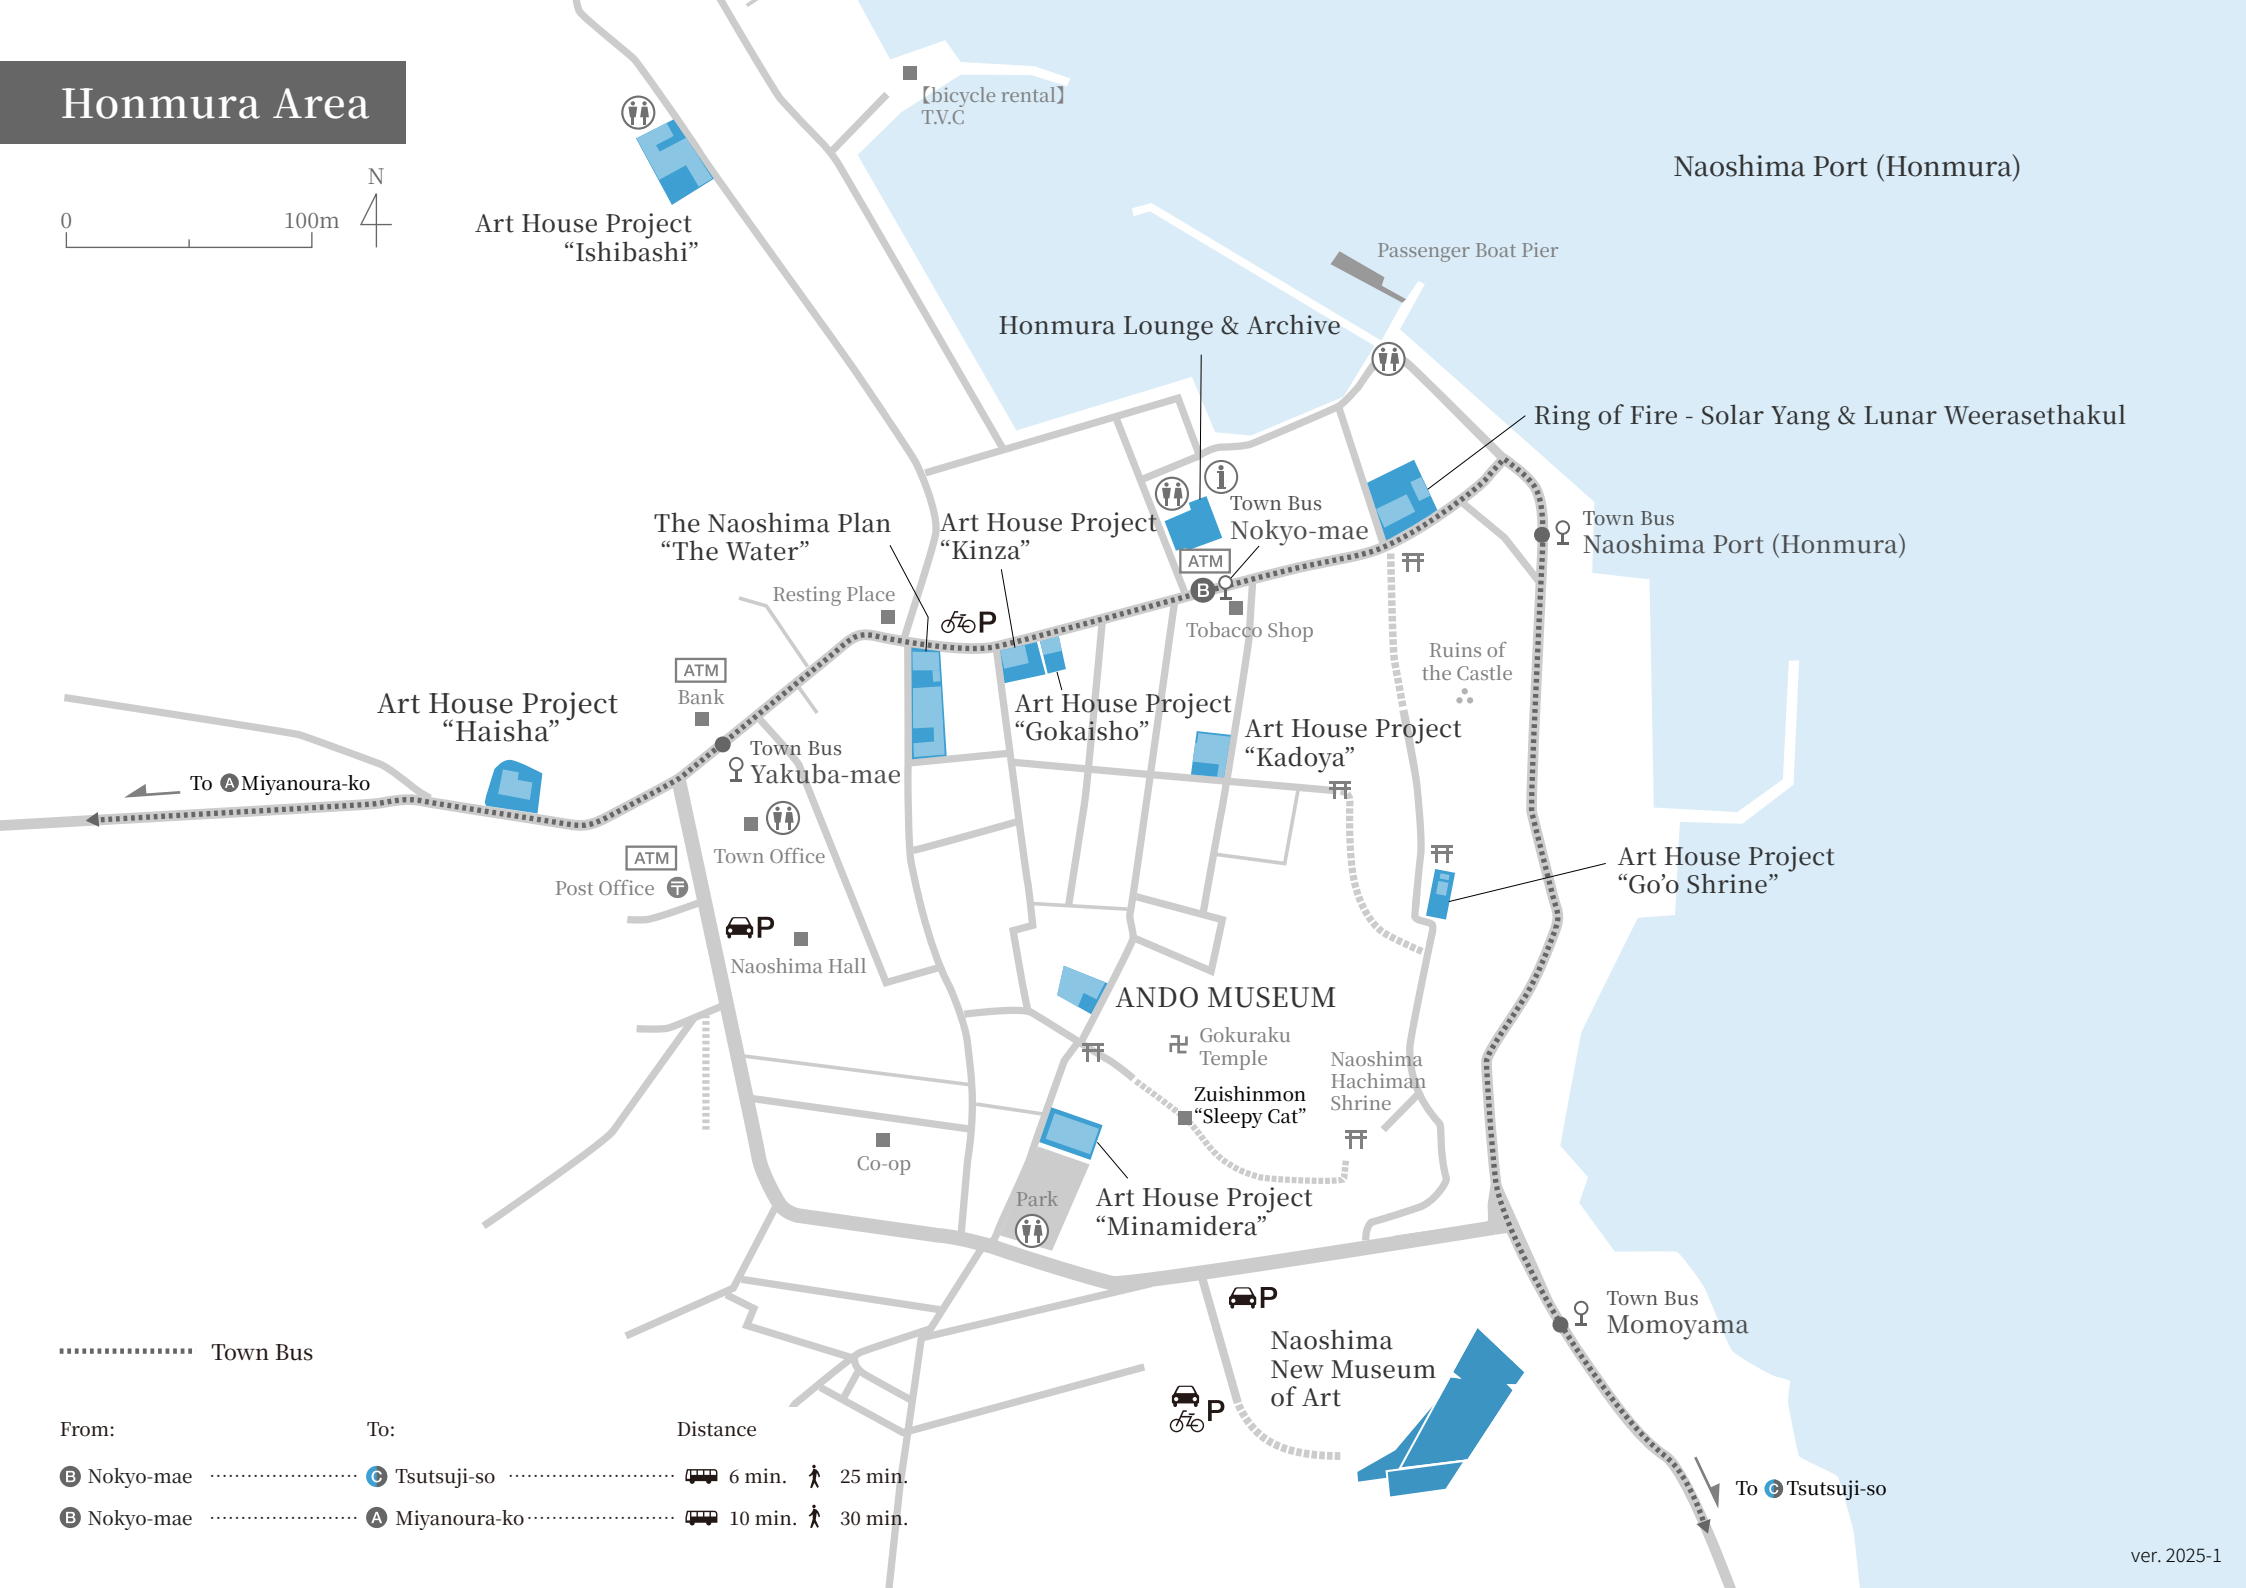 Honmura Area
N
0
100m
【bicycle rental】
T.V.C
Naoshima Port (Honmura)
Art House Project
“Ishibashi”
Passenger Boat Pier
Honmura Lounge & Archive
Ring of Fire - Solar Yang & Lunar Weerasethakul
The Naoshima Plan
“The Water”
Art House Project
“Kinza”
Town Bus
Nokyo-mae
ATM
B
Town Bus
Naoshima Port (Honmura)
Resting Place
P
Tobacco Shop
Ruins of
the Castle
ATM
Bank
Art House Project
“Haisha”
Art House Project
“Gokaisho”
Art House Project
“Kadoya”
Town Bus
Yakuba-mae
To A Miyanoura-ko
Town Office
ATM
Post Office 〒
Art House Project
“Go’o Shrine”
P
Naoshima Hall
ANDO MUSEUM
卍 Gokuraku
Temple
Naoshima
Hachiman
Shrine
Zuishinmon
“Sleepy Cat”
Co-op
Park
Art House Project
“Minamidera”
P
Naoshima
New Museum
of Art
P
Town Bus
Momoyama
To C Tsutsuji-so
Town Bus
From: To: Distance
B Nokyo-mae C Tsutsuji-so 6 min. 25 min.
B Nokyo-mae A Miyanoura-ko 10 min. 30 min.
ver. 2025-1